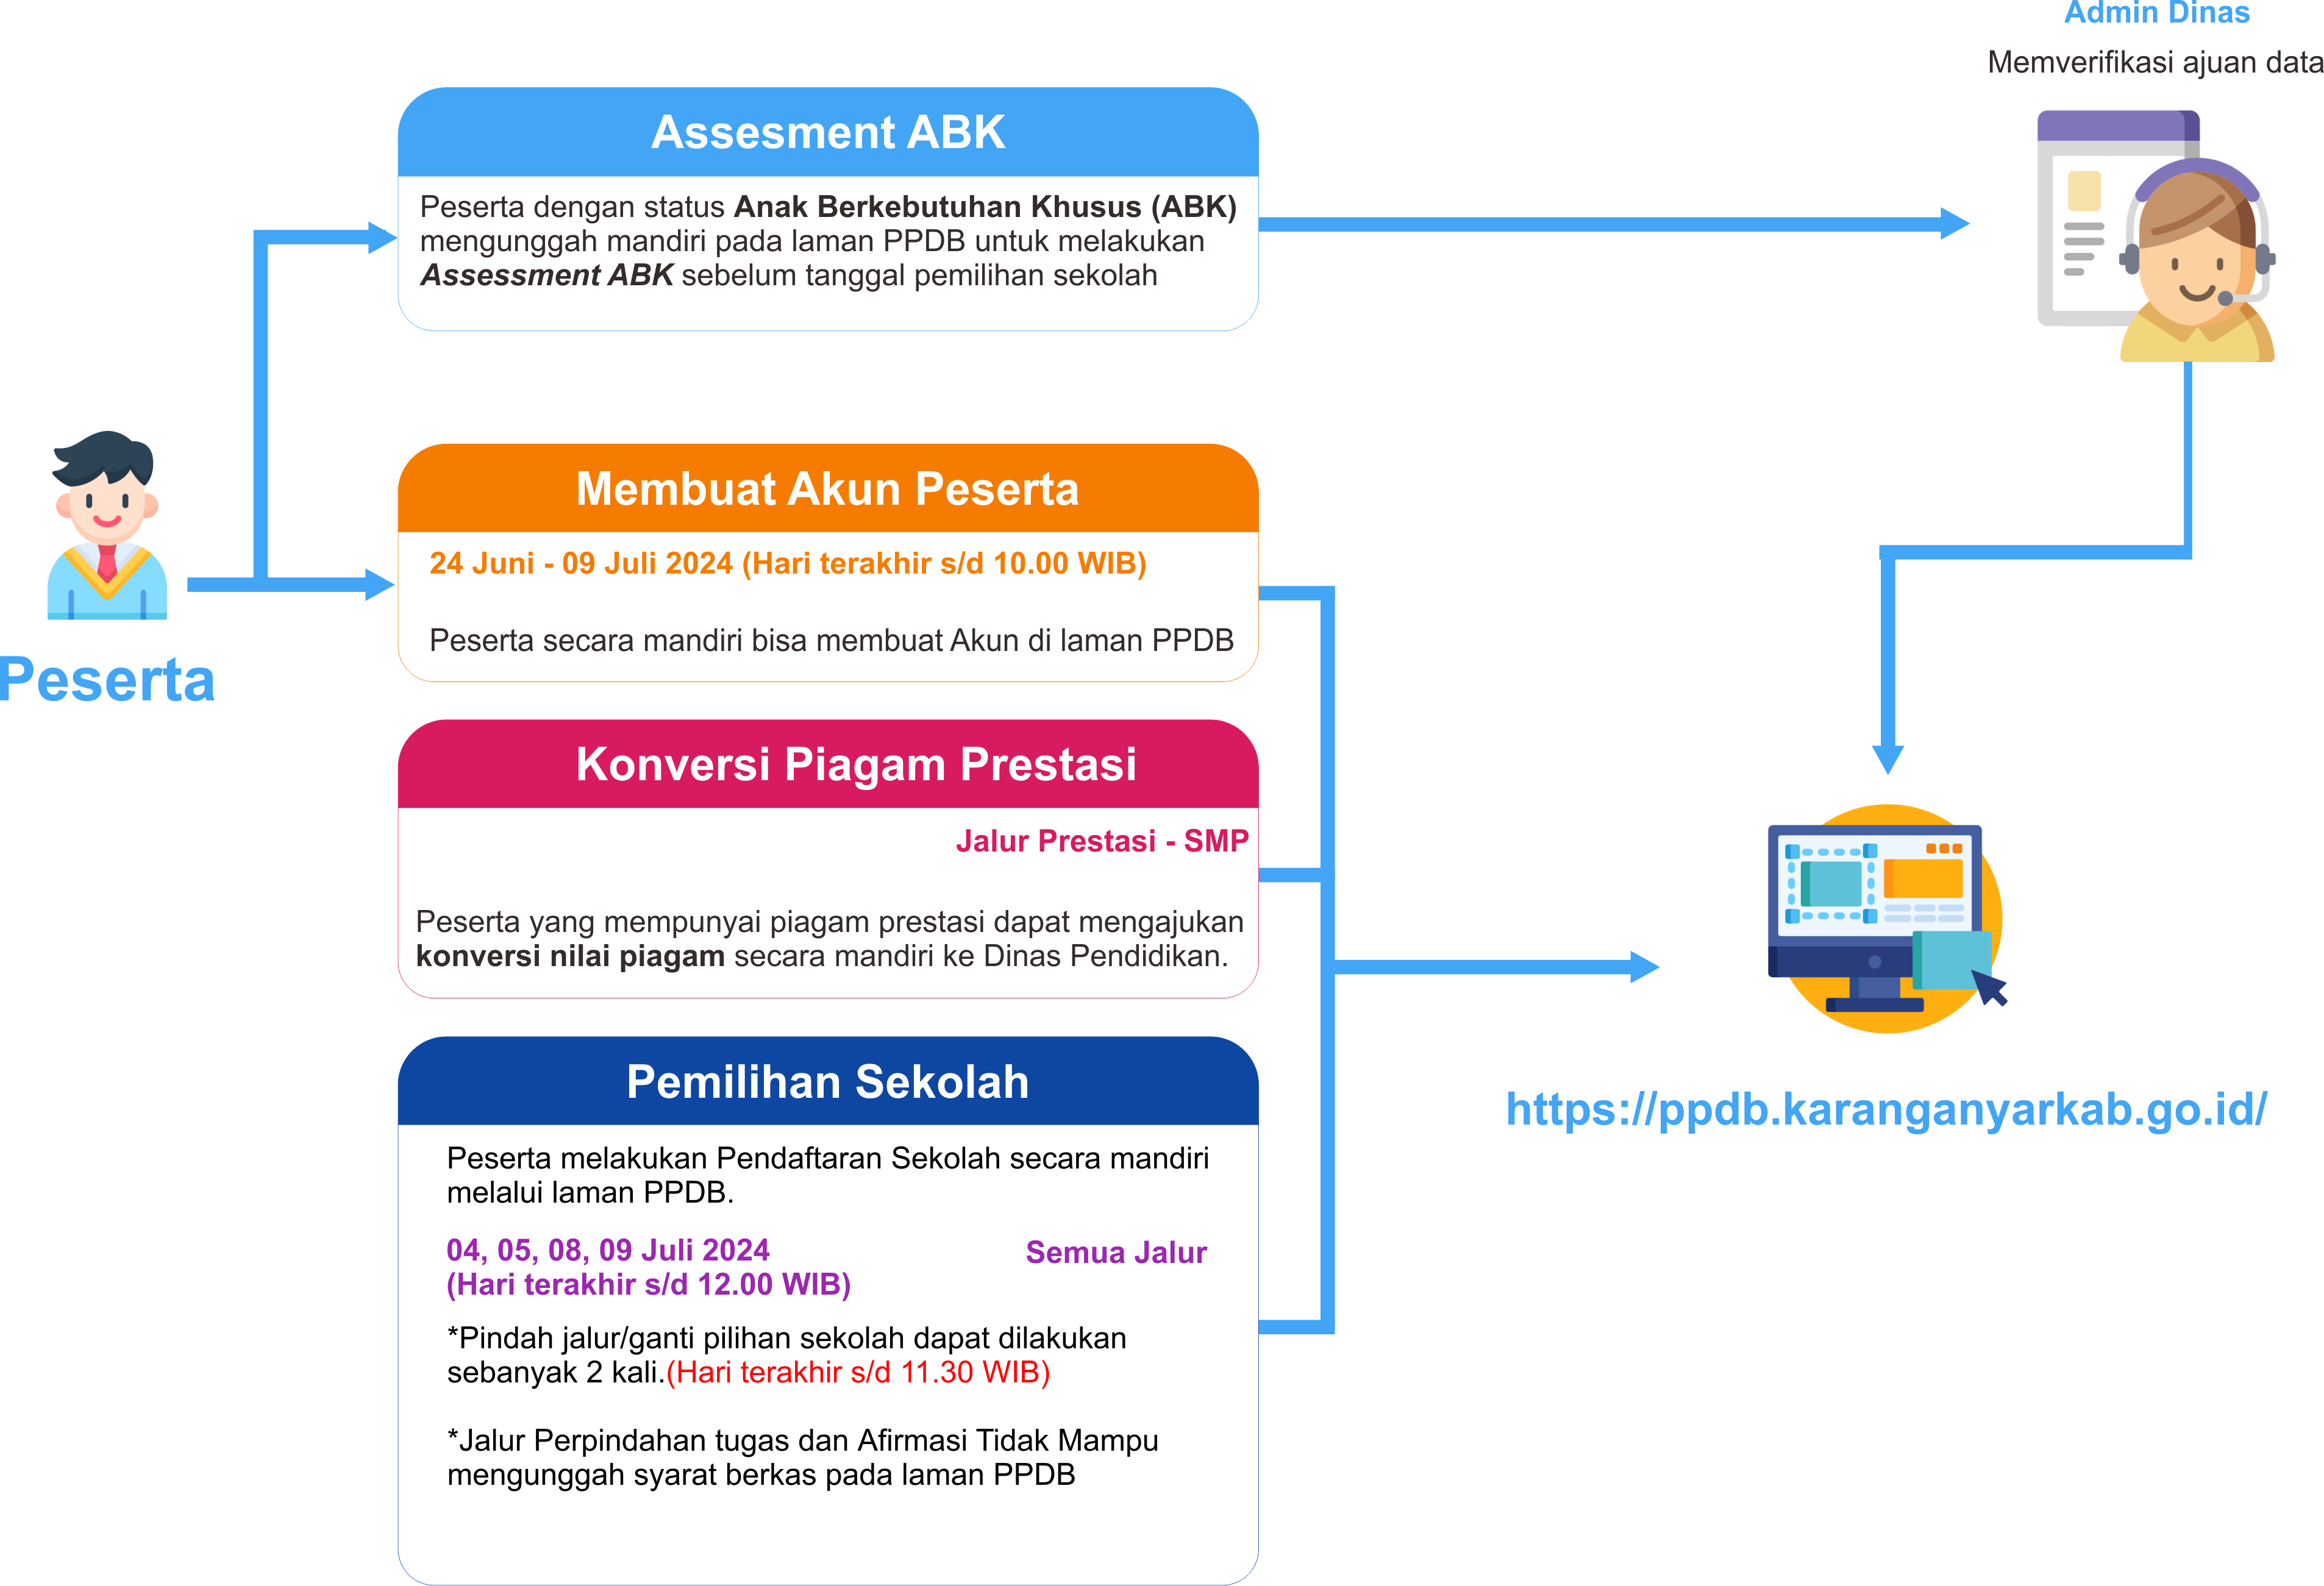 Admin Dinas
Memverifikasi ajuan data
Assesment ABK
Peserta dengan status Anak Berkebutuhan Khusus (ABK)
mengunggah mandiri pada laman PPDB untuk melakukan
Assessment ABK sebelum tanggal pemilihan sekolah
Peserta
Membuat Akun Peserta
24 Juni - 09 Juli 2024 (Hari terakhir s/d 10.00 WIB)
Peserta secara mandiri bisa membuat Akun di laman PPDB
Konversi Piagam Prestasi
Jalur Prestasi - SMP
Peserta yang mempunyai piagam prestasi dapat mengajukan
konversi nilai piagam secara mandiri ke Dinas Pendidikan.
Pemilihan Sekolah
Peserta melakukan Pendaftaran Sekolah secara mandiri
melalui laman PPDB.
04, 05, 08, 09 Juli 2024
(Hari terakhir s/d 12.00 WIB)
Semua Jalur
*Pindah jalur/ganti pilihan sekolah dapat dilakukan
sebanyak 2 kali.(Hari terakhir s/d 11.30 WIB)
*Jalur Perpindahan tugas dan Afirmasi Tidak Mampu
mengunggah syarat berkas pada laman PPDB
https://ppdb.karanganyarkab.go.id/